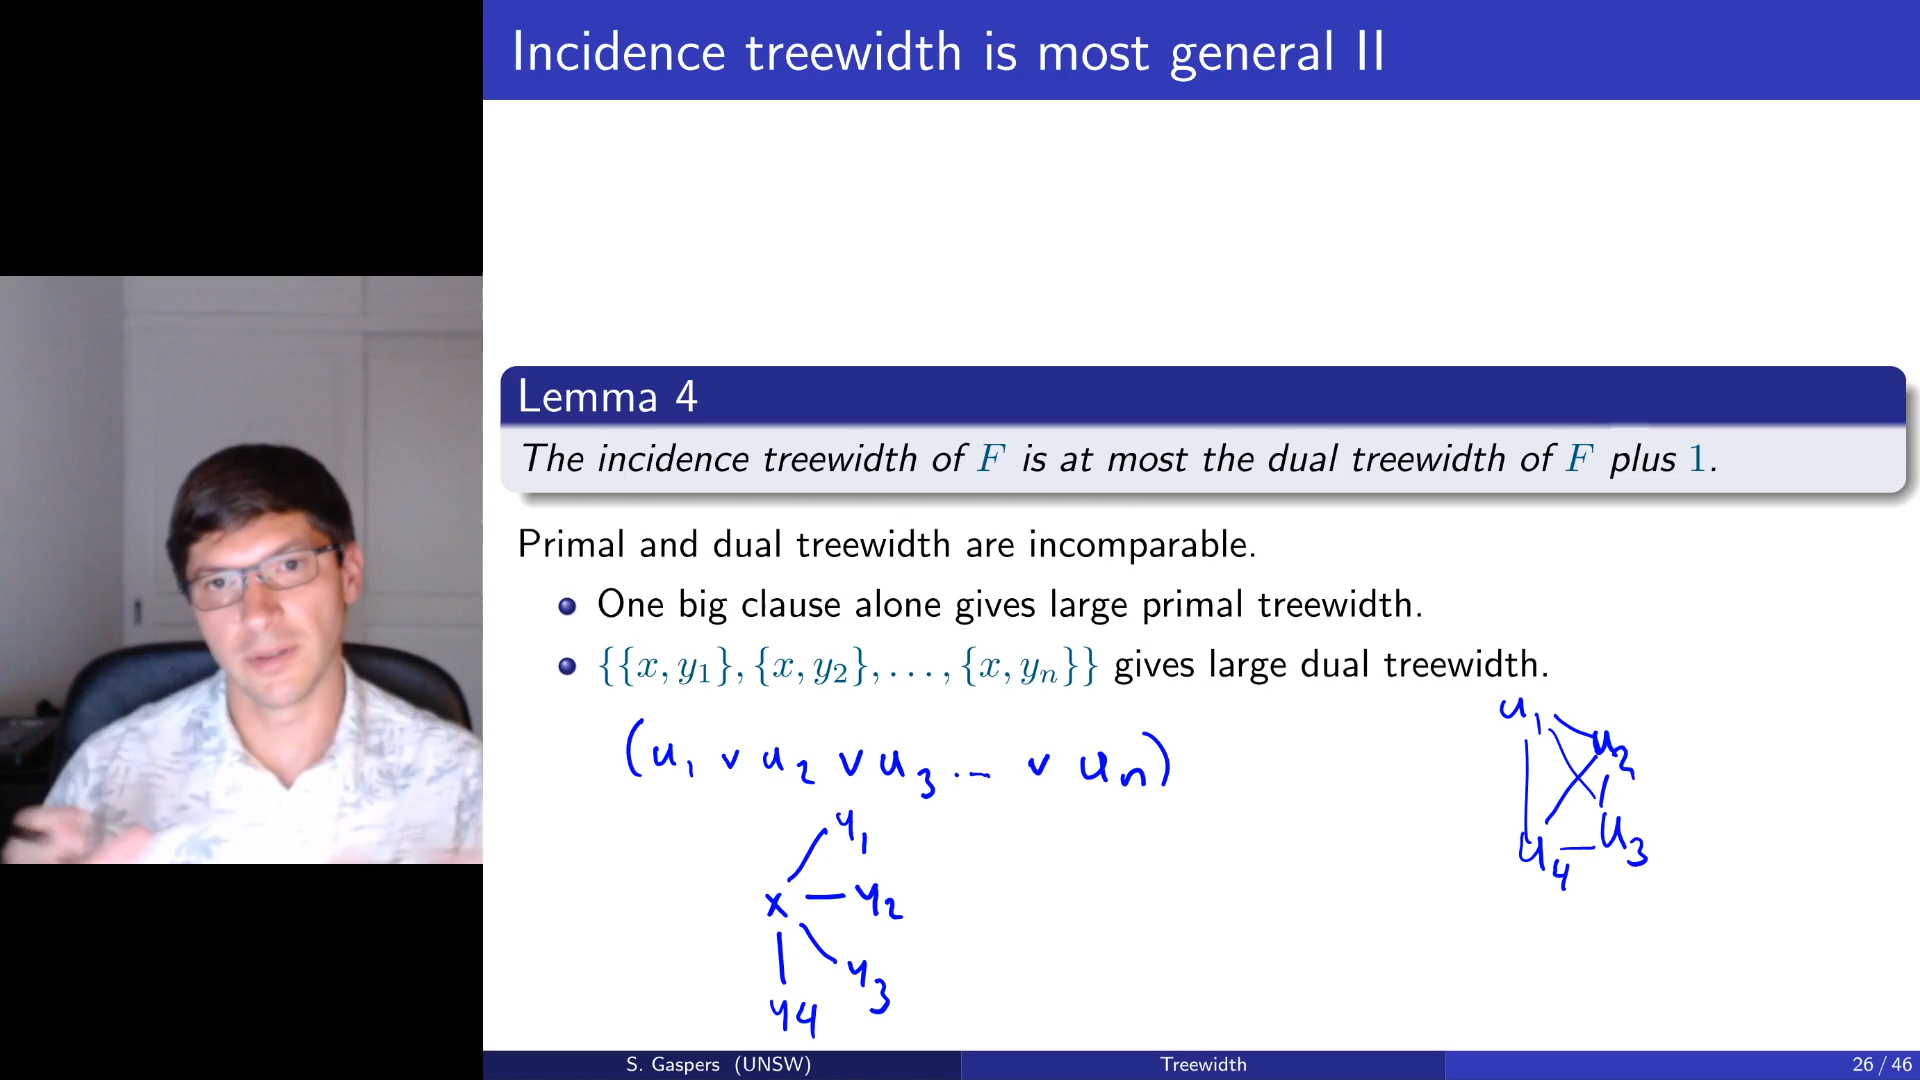 Incidence treewidth is most general II
Lemma 4
The incidence treewidth of F is at most the dual treewidth of F plus 1.
Primal and dual treewidth are incomparable.
One big clause alone gives large primal treewidth.
{{x, y₁}, {x, y₂}, . . . , {x, yₙ}} gives large dual treewidth.
(u₁ ∨ u₂ ∨ u₃ ... ∨ uₙ)
u₁
u₂
u₃
u₄
y₁
x y₂
y₃
y₄
S. Gaspers (UNSW) Treewidth 26 / 46